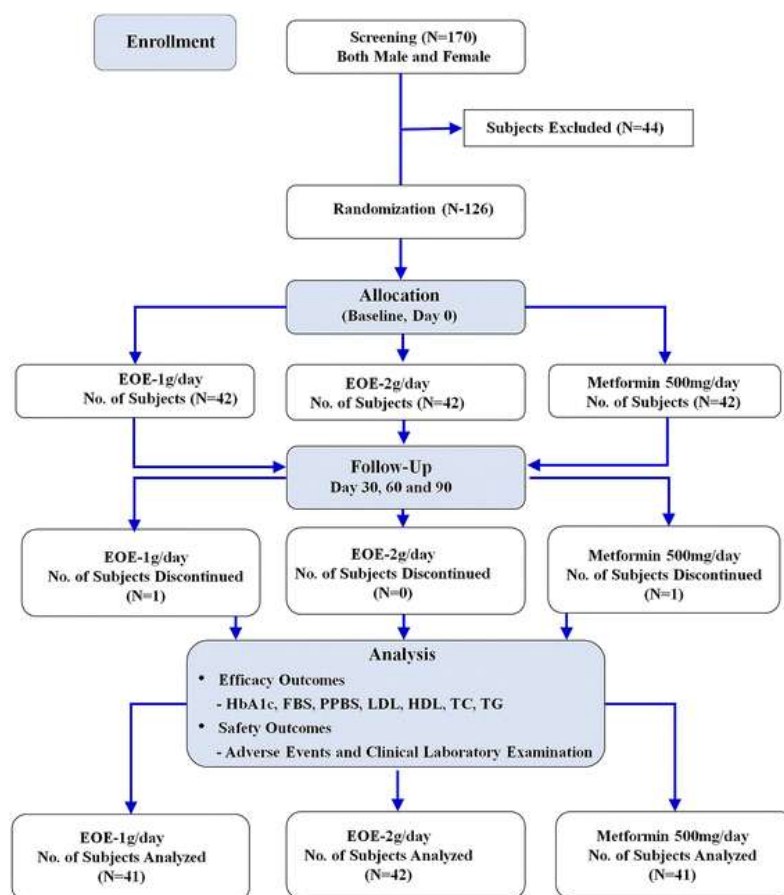 Enrollment
Screening (N=170)
Both Male and Female
Subjects Excluded (N=44)
Randomization (N-126)
Allocation
(Baseline, Day 0)
EOE-1g/day
No. of Subjects (N=42)
EOE-2g/day
No. of Subjects (N=42)
Metformin 500mg/day
No. of Subjects (N=42)
Follow-Up
Day 30, 60 and 90
EOE-1g/day
No. of Subjects Discontinued
(N=1)
EOE-2g/day
No. of Subjects Discontinued
(N=0)
Metformin 500mg/day
No. of Subjects Discontinued
(N=1)
Analysis
• Efficacy Outcomes
- HbA1c, FBS, PPBS, LDL, HDL, TC, TG
• Safety Outcomes
- Adverse Events and Clinical Laboratory Examination
EOE-1g/day
No. of Subjects Analyzed
(N=41)
EOE-2g/day
No. of Subjects Analyzed
(N=42)
Metformin 500mg/day
No. of Subjects Analyzed
(N=41)